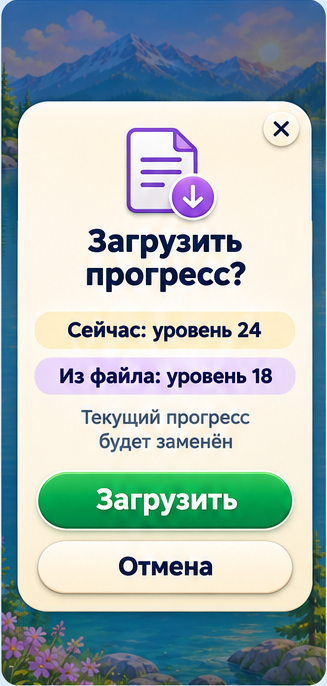 Загрузить
прогресс?
Сейчас: уровень 24
Из файла: уровень 18
Текущий прогресс
будет заменён
Загрузить
Отмена